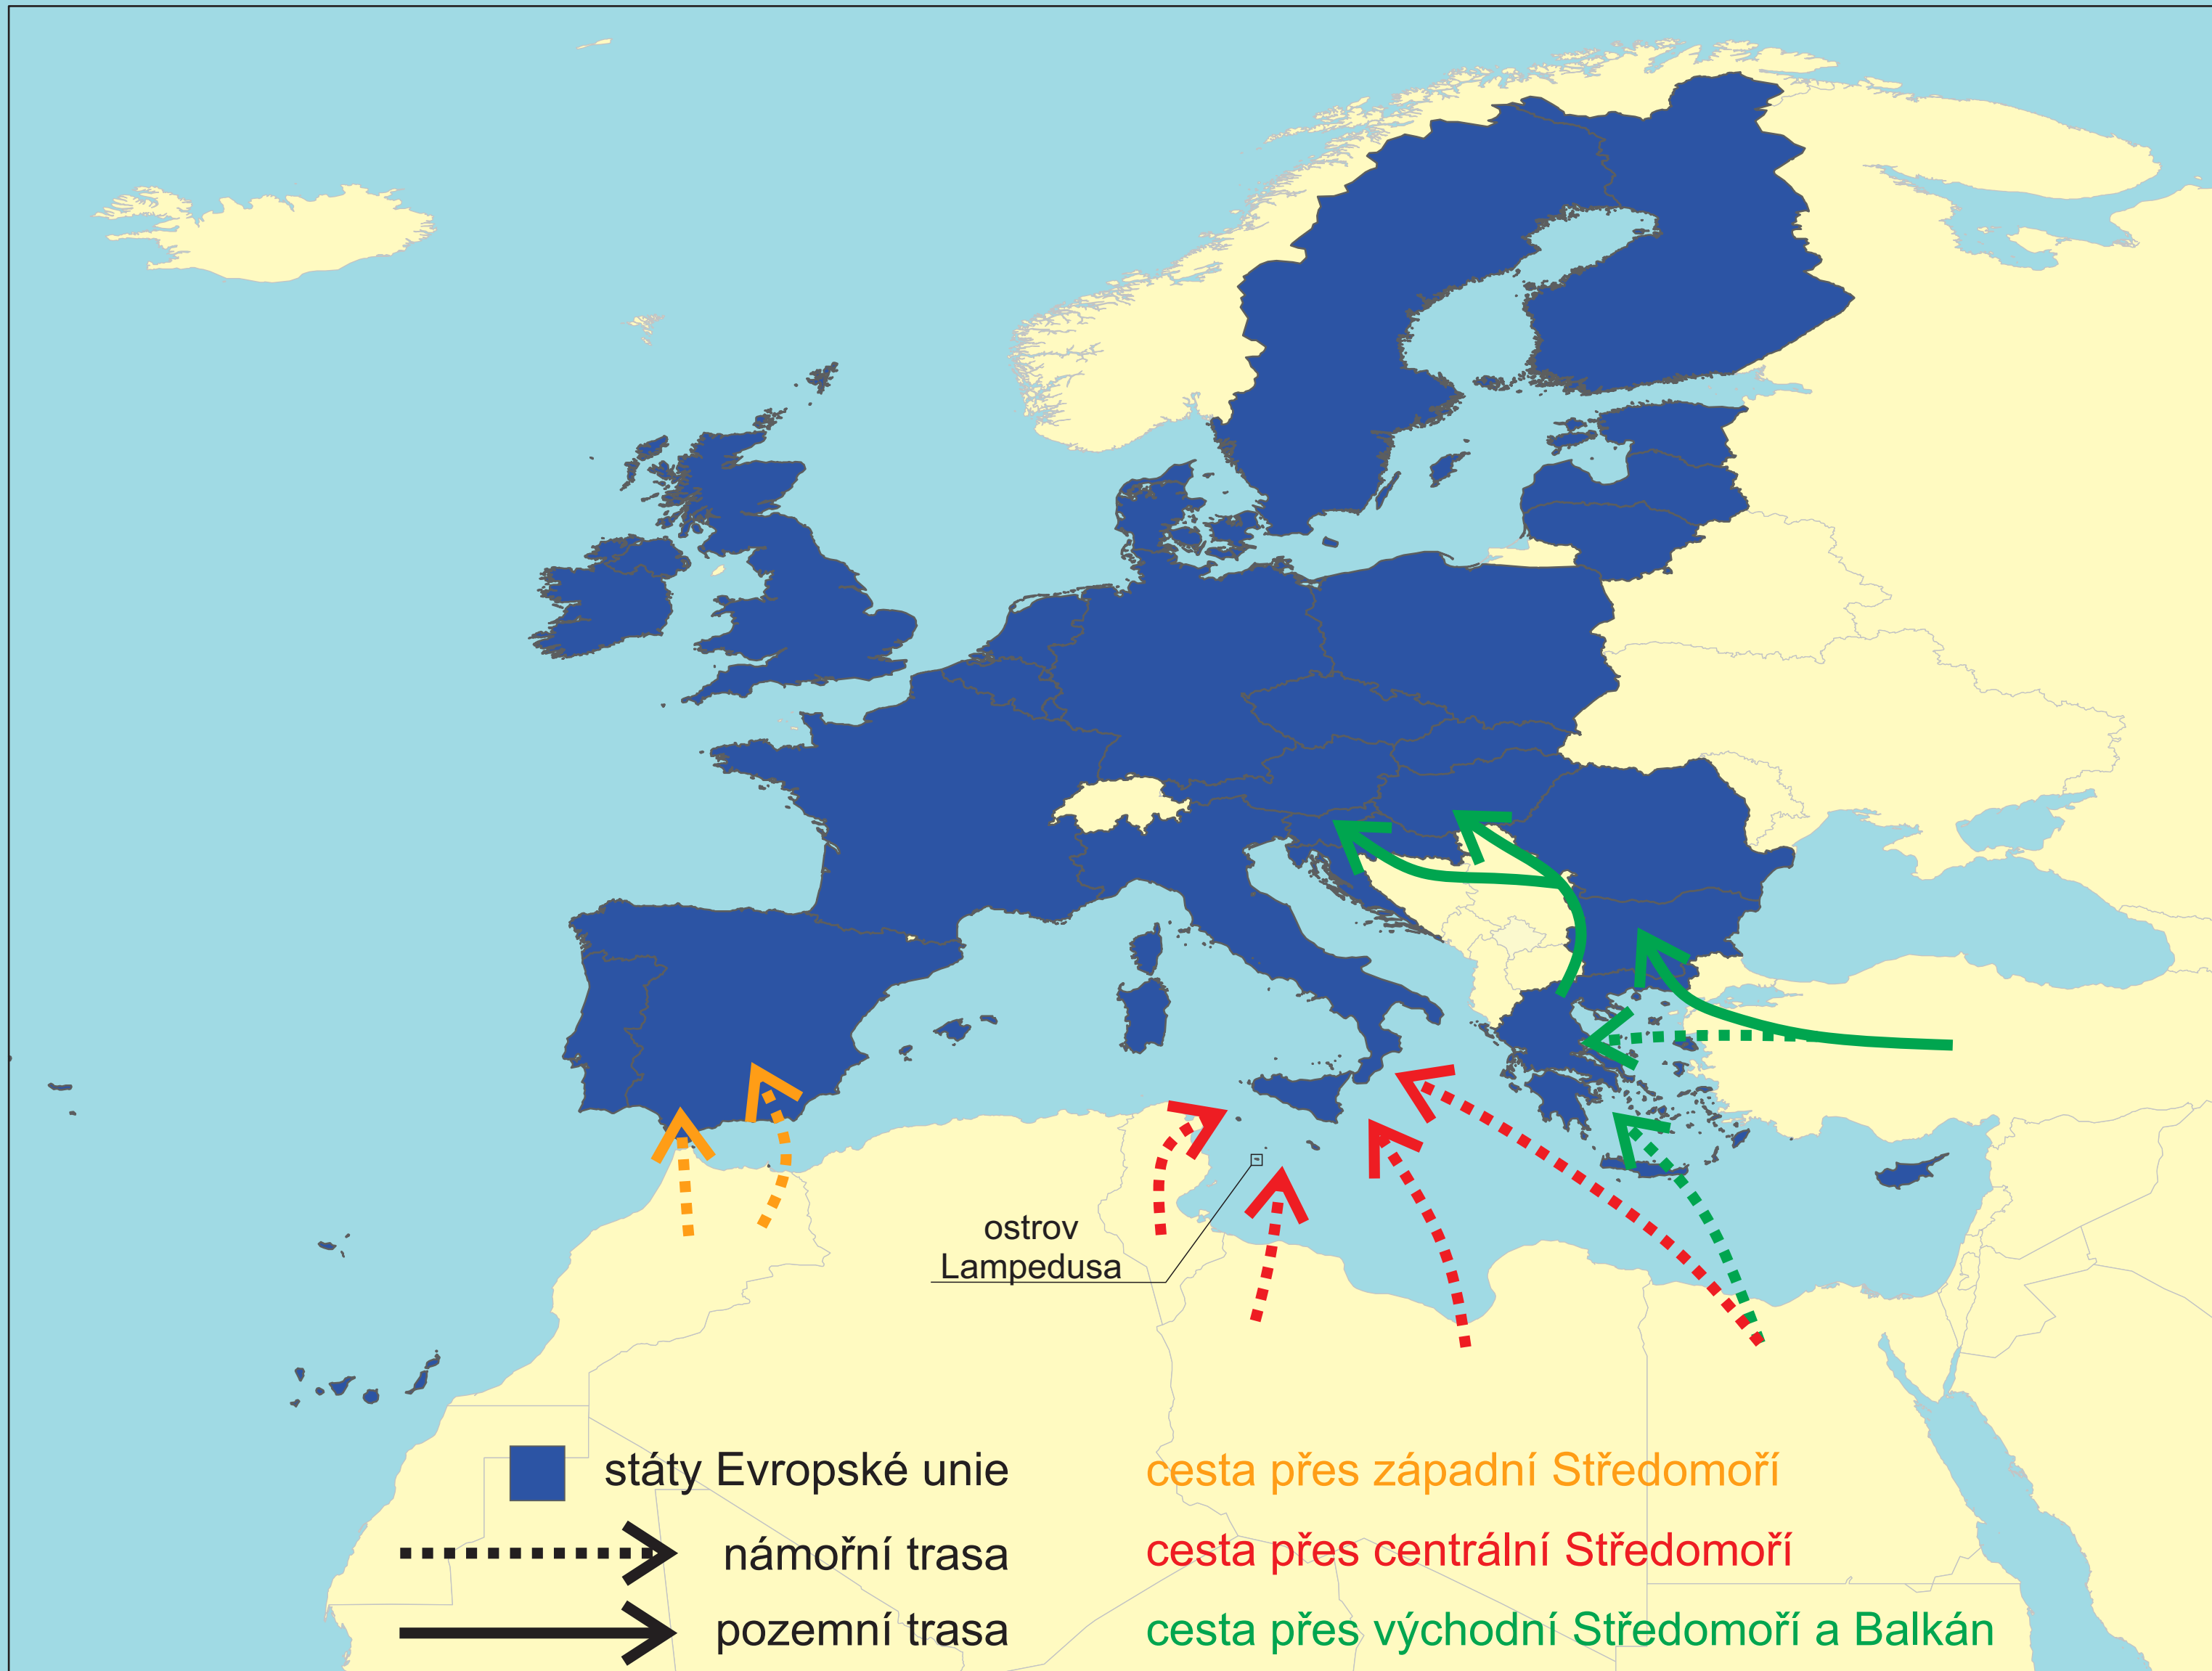 ostrov
Lampedusa
státy Evropské unie
námořní trasa
pozemní trasa
cesta přes západní Středomoří
cesta přes centrální Středomoří
cesta přes východní Středomoří a Balkán